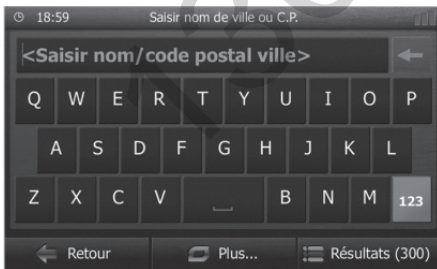 18:59 Saisir nom de ville ou C.P.
<Saisir nom/code postal ville>
Q W E R T Y U I O P
A S D F G H J K L
Z X C V B N M 123
Retour Plus... Résultats (300)